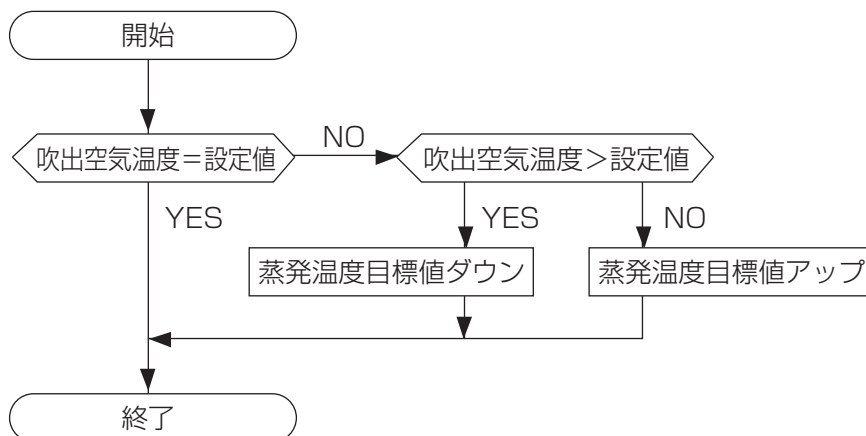 開始
吹出空気温度=設定値
NO
吹出空気温度>設定値
YES
YES
NO
蒸発温度目標値ダウン
蒸発温度目標値アップ
終了